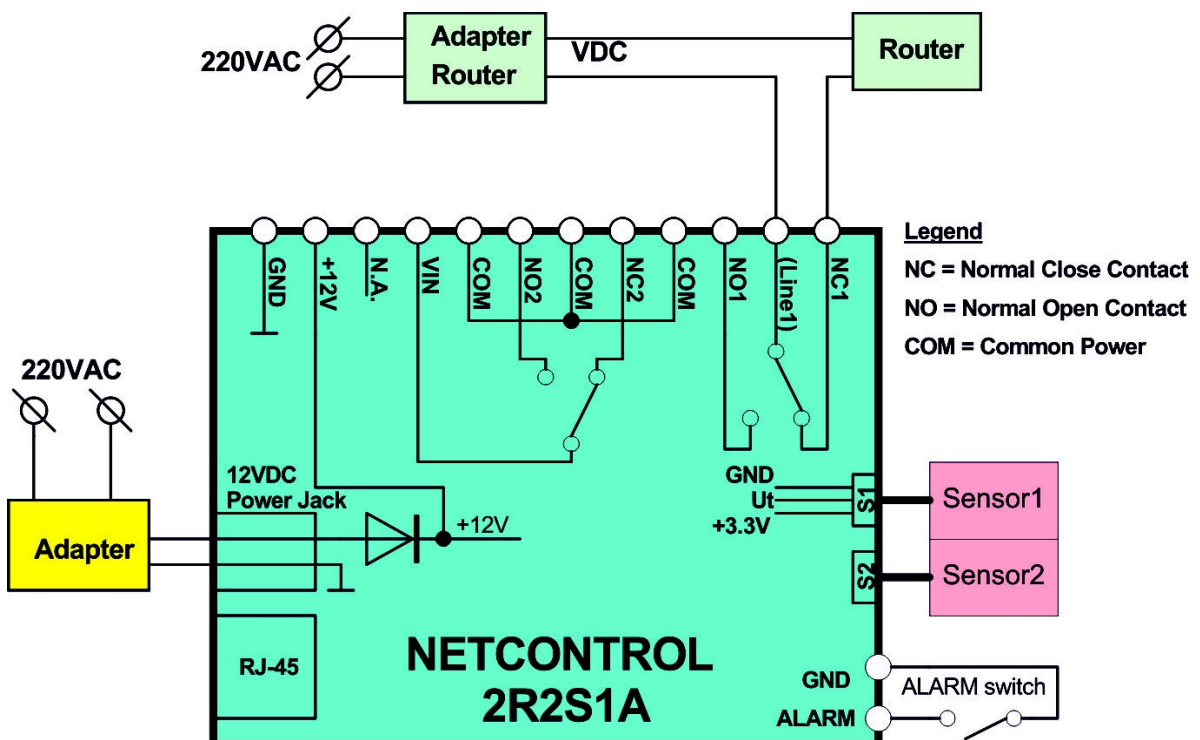 220VAC
Adapter
Router
VDC
Router
GND
+12V
N.A.
VIN
COM
NO2
COM
NC2
COM
NO1
(Line1)
NC1
Legend
NC = Normal Close Contact
NO = Normal Open Contact
COM = Common Power
220VAC
12VDC
Power Jack
Adapter
+12V
GND
Ut
+3.3V
S1
Sensor1
S2
Sensor2
RJ-45
NETCONTROL
2R2S1A
GND
ALARM switch
ALARM